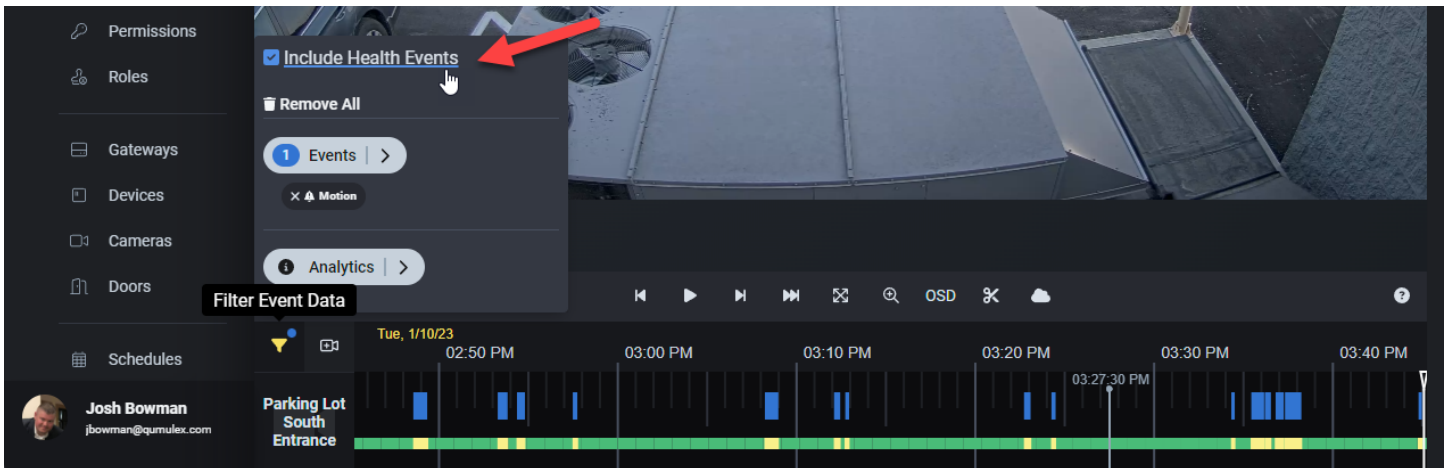 Permissions
Roles
Gateways
Devices
Cameras
Doors
Schedules
Josh Bowman
jbowman@qumulex.com
Include Health Events
Remove All
1 Events
Motion
Analytics
Filter Event Data
OSD
Tue, 1/10/23
02:50 PM 03:00 PM 03:10 PM 03:20 PM 03:30 PM 03:40 PM
03:27:30 PM
Parking Lot
South
Entrance